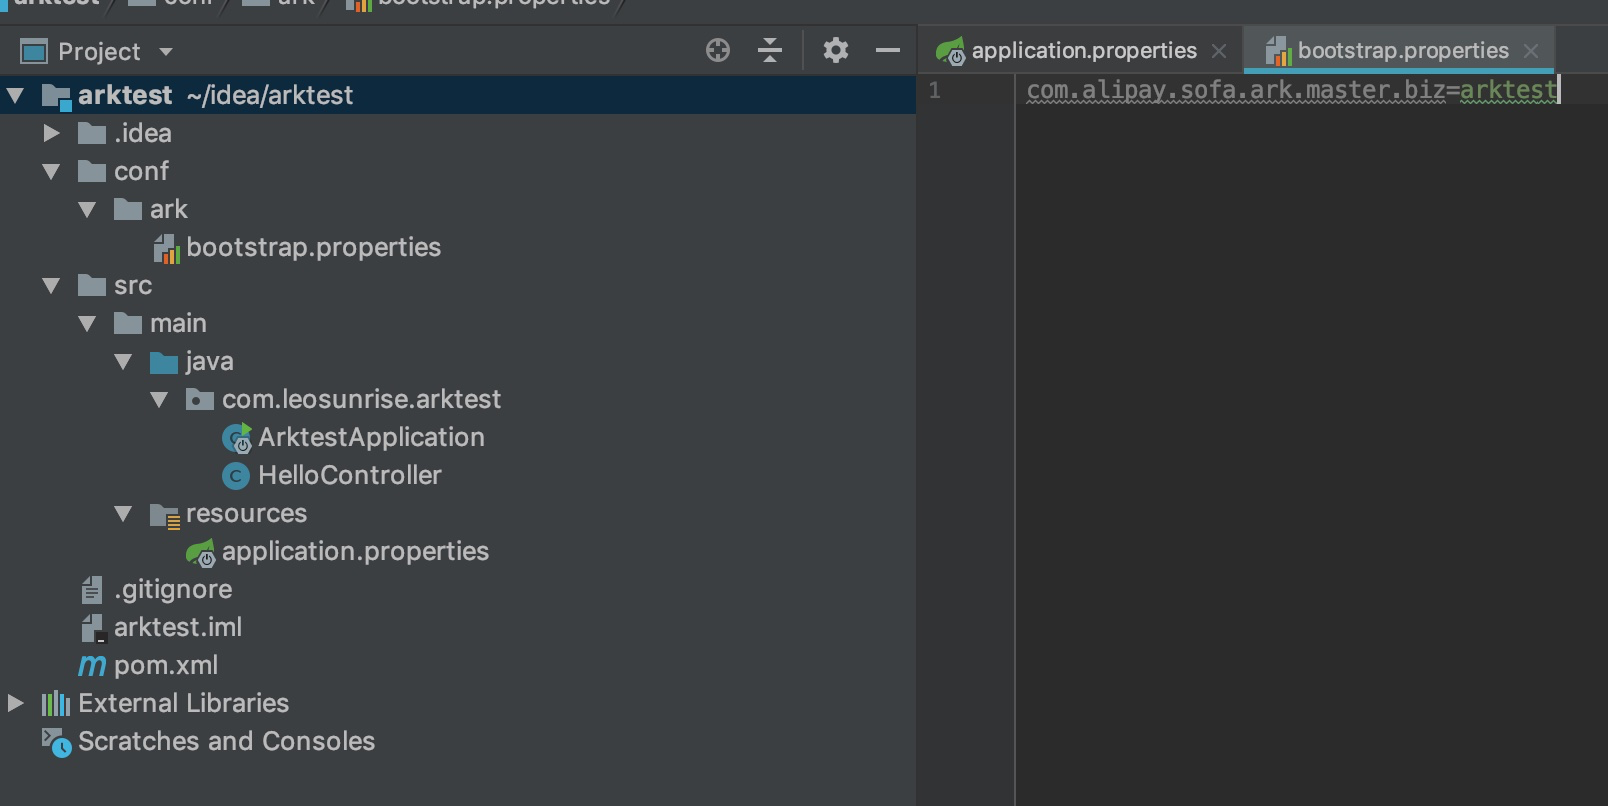 arktest conf ark bootstrap.properties
Project
arktest ~/idea/arktest
.idea
conf
ark
bootstrap.properties
src
main
java
com.leosunrise.arktest
ArktestApplication
HelloController
resources
application.properties
.gitignore
arktest.iml
pom.xml
External Libraries
Scratches and Consoles
application.properties bootstrap.properties
1 com.alipay.sofa.ark.master.biz=arktest